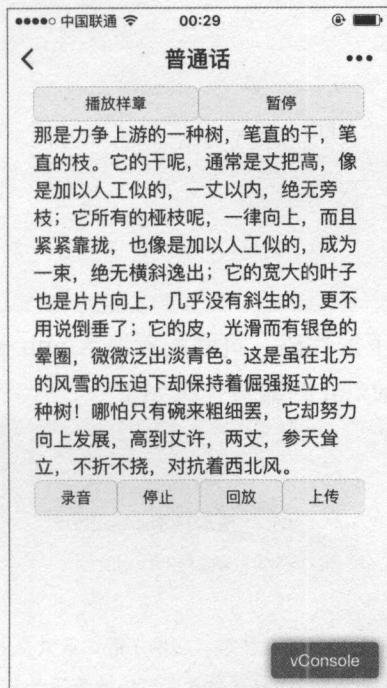 中国联通 00:29
普通话
播放样章 暂停
那是力争上游的一种树，笔直的干，笔
直的枝。它的干呢，通常是丈把高，像
是加以人工似的，一丈以内，绝无旁
枝；它所有的桠枝呢，一律向上，而且
紧紧靠拢，也像是加以人工似的，成为
一束，绝无横斜逸出；它的宽大的叶子
也是片片向上，几乎没有斜生的，更不
用说倒垂了；它的皮，光滑而有银色的
晕圈，微微泛出淡青色。这是虽在北方
的风雪的压迫下却保持着倔强挺立的一
种树！哪怕只有碗来粗细罢，它却努力
向上发展，高到丈许，两丈，参天耸
立，不折不挠，对抗着西北风。
录音 停止 回放 上传
vConsole